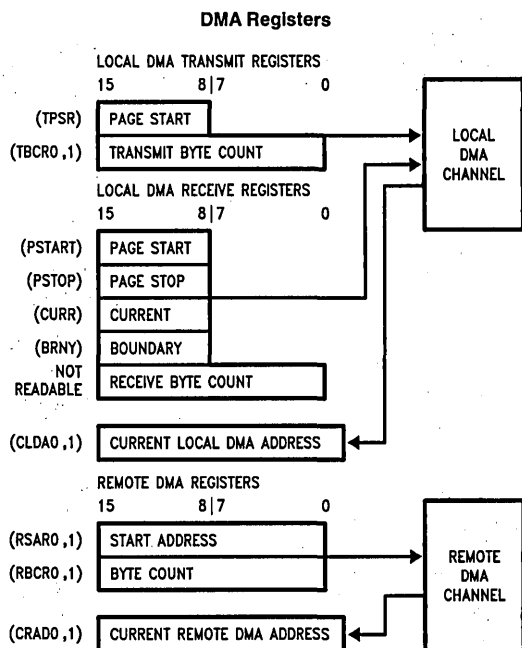 DMA Registers
LOCAL DMA TRANSMIT REGISTERS
15 8|7 0
(TPSR) PAGE START
(TBCR0,1) TRANSMIT BYTE COUNT
LOCAL DMA CHANNEL
LOCAL DMA RECEIVE REGISTERS
15 8|7 0
(PSTART) PAGE START
(PSTOP) PAGE STOP
(CURR) CURRENT
(BRNY) BOUNDARY
NOT READABLE RECEIVE BYTE COUNT
(CLDA0,1) CURRENT LOCAL DMA ADDRESS
REMOTE DMA REGISTERS
15 8|7 0
(RSAR0,1) START ADDRESS
(RBCR0,1) BYTE COUNT
REMOTE DMA CHANNEL
(CRAD0,1) CURRENT REMOTE DMA ADDRESS